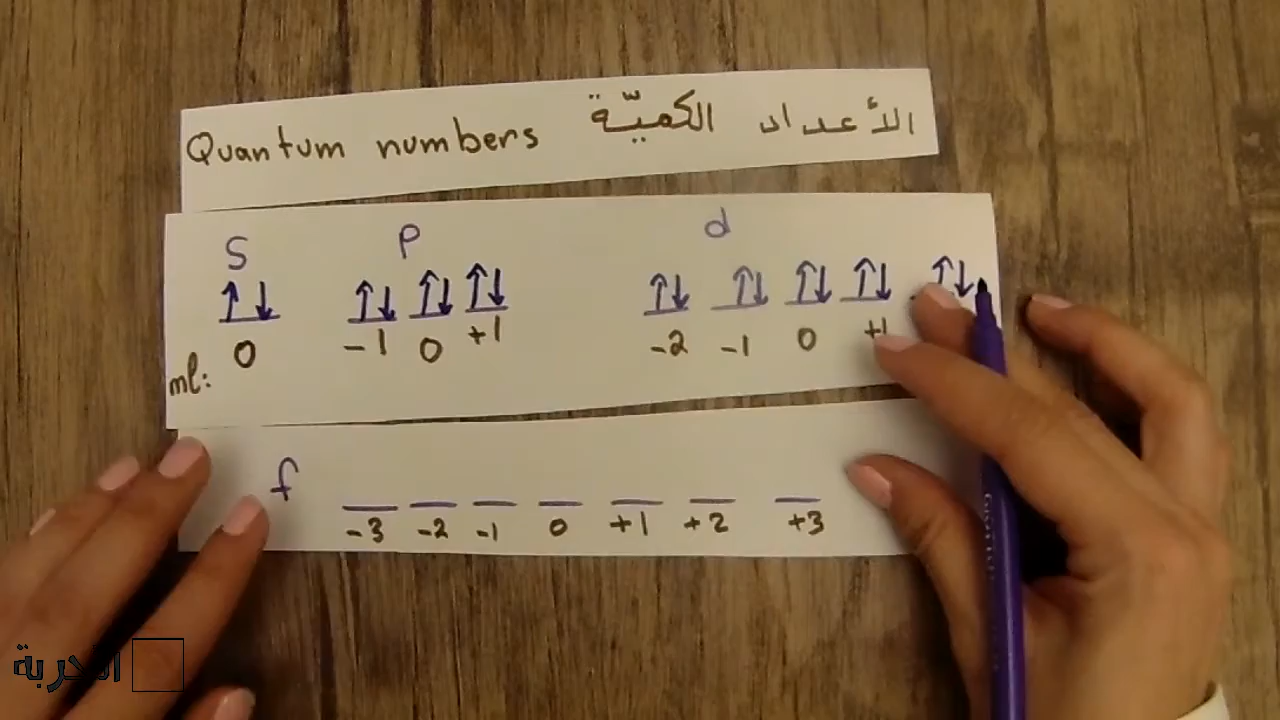 Quantum numbers الأعداد الكميّة
S P d
↑↓ ↑↓ ↑↓ ↑↓ ↑↓ ↑↓ ↑↓ ↑↓ ↑↓
ml: 0 -1 0 +1 -2 -1 0 +1
f
-3 -2 -1 0 +1 +2 +3
التجربة